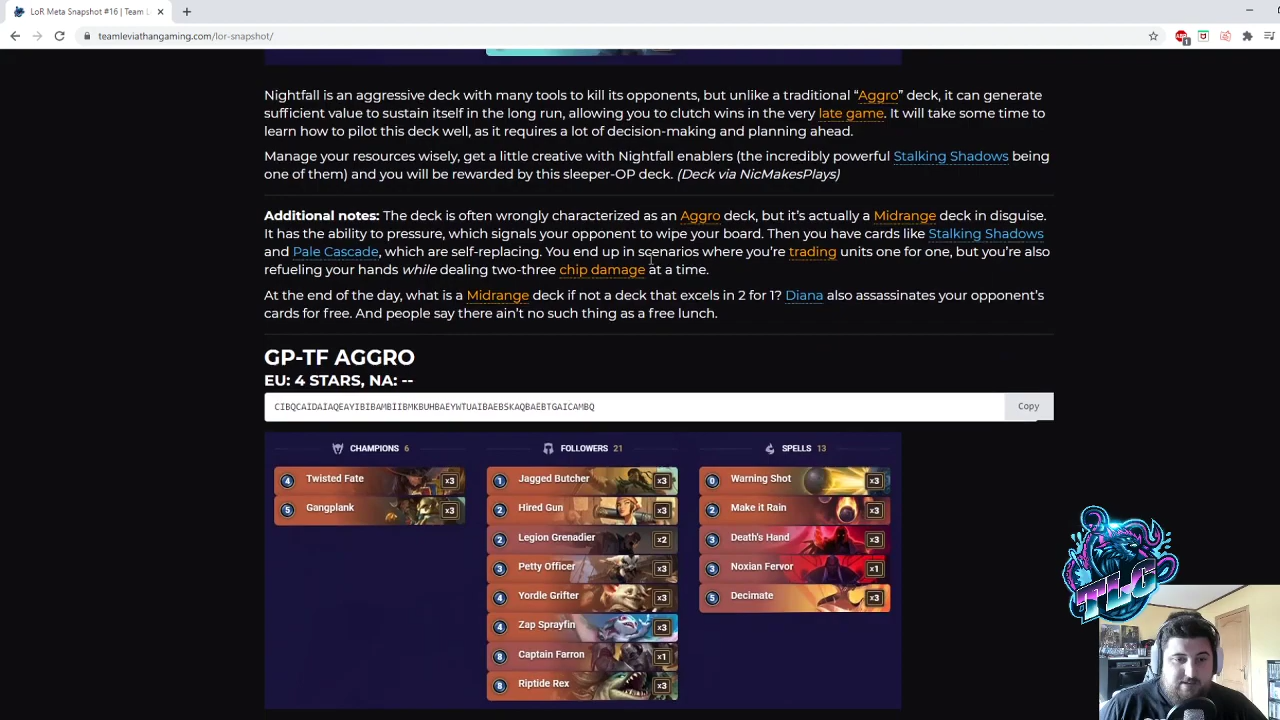 LoR Meta Snapshot #16 | Team L
teamleviathangaming.com/lor-snapshot/
Nightfall is an aggressive deck with many tools to kill its opponents, but unlike a traditional “Aggro” deck, it can generate
sufficient value to sustain itself in the long run, allowing you to clutch wins in the very late game. It will take some time to
learn how to pilot this deck well, as it requires a lot of decision-making and planning ahead.
Manage your resources wisely, get a little creative with Nightfall enablers (the incredibly powerful Stalking Shadows being
one of them) and you will be rewarded by this sleeper-OP deck. (Deck via NicMakesPlays)
Additional notes: The deck is often wrongly characterized as an Aggro deck, but it’s actually a Midrange deck in disguise.
It has the ability to pressure, which signals your opponent to wipe your board. Then you have cards like Stalking Shadows
and Pale Cascade, which are self-replacing. You end up in scenarios where you’re trading units one for one, but you’re also
refueling your hands while dealing two-three chip damage at a time.
At the end of the day, what is a Midrange deck if not a deck that excels in 2 for 1? Diana also assassinates your opponent’s
cards for free. And people say there ain’t no such thing as a free lunch.
GP-TF AGGRO
EU: 4 STARS, NA: --
CIBQCAIDAIAQEAYIBIBAMBIIBMKBUHBAEYWTUAIBAEBSKAQBAEBTGAICAMBQ
Copy
CHAMPIONS 6
4 Twisted Fate x3
5 Gangplank x3
FOLLOWERS 21
1 Jagged Butcher x3
2 Hired Gun x3
2 Legion Grenadier x2
3 Petty Officer x3
4 Yordle Grifter x3
4 Zap Sprayfin x3
8 Captain Farron x1
8 Riptide Rex x3
SPELLS 13
0 Warning Shot x3
2 Make it Rain x3
3 Death's Hand x3
3 Noxian Fervor x1
5 Decimate x3
TLG